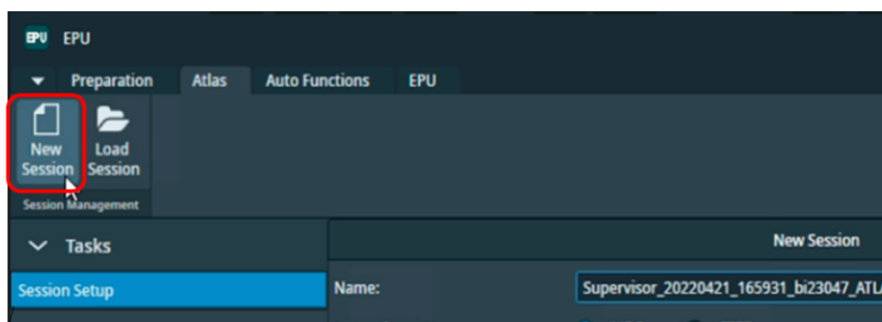 EPU EPU
Preparation Atlas Auto Functions EPU
New Load
Session Session
Session Management
Tasks New Session
Session Setup Name: Supervisor_20220421_165931_bi23047_ATL